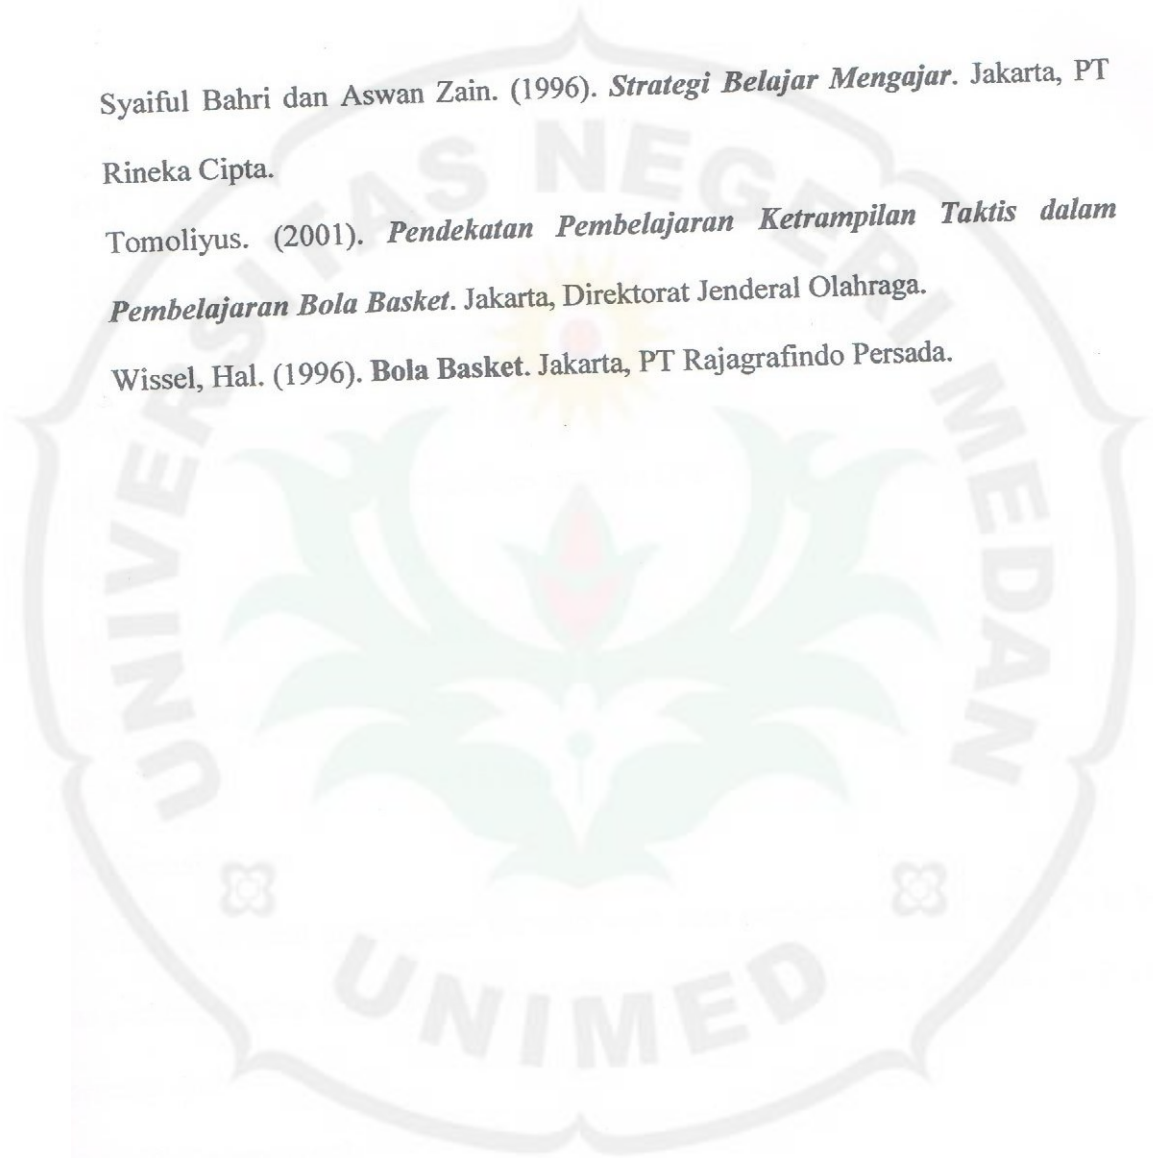 Syaiful Bahri dan Aswan Zain. (1996). Strategi Belajar Mengajar. Jakarta, PT
Rineka Cipta.
Tomoliyus. (2001). Pendekatan Pembelajaran Ketrampilan Taktis dalam
Pembelajaran Bola Basket. Jakarta, Direktorat Jenderal Olahraga.
Wissel, Hal. (1996). Bola Basket. Jakarta, PT Rajagrafindo Persada.
UNIVERSITAS NEGERI MEDAN
UNIMED